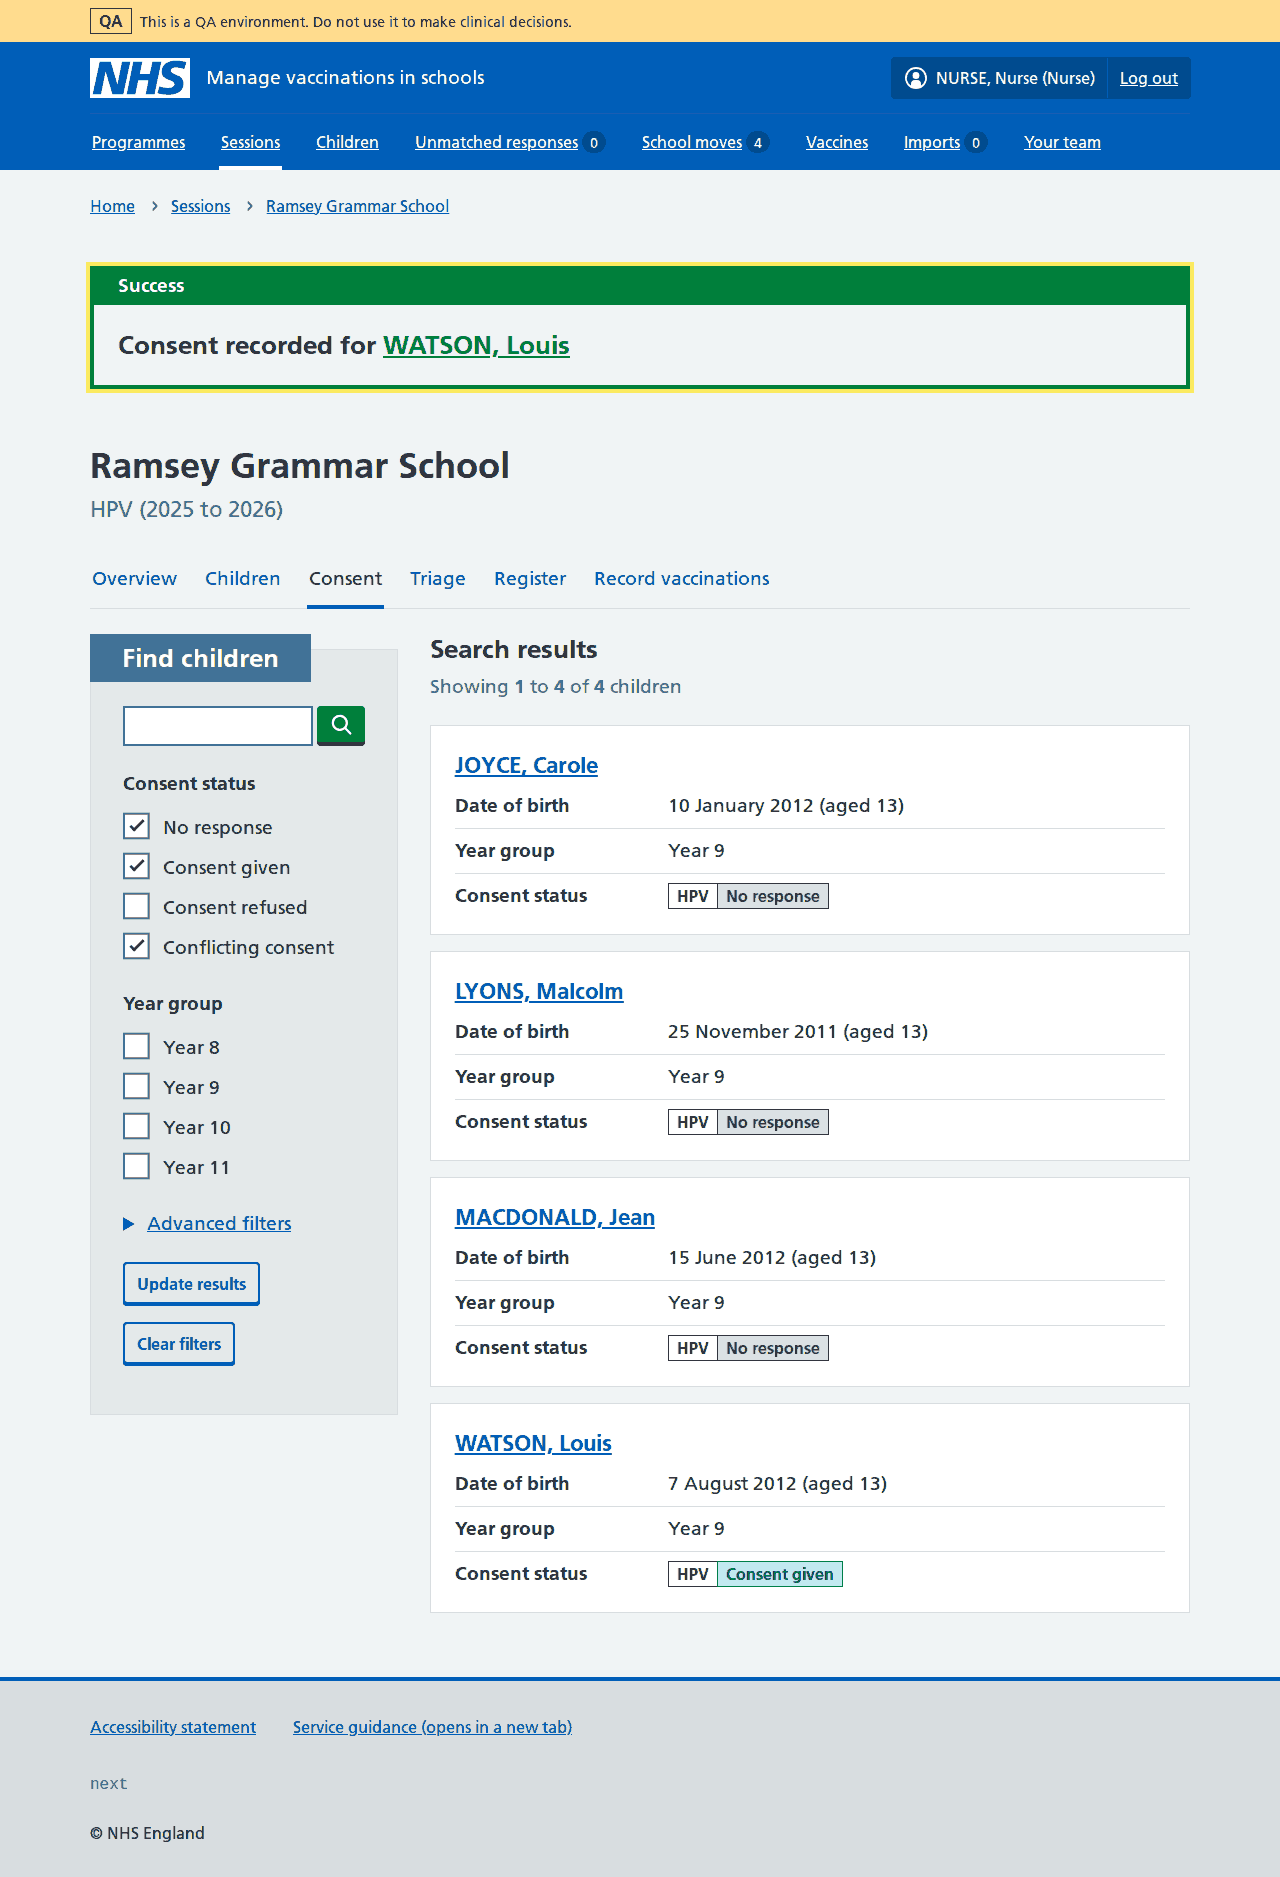 QA This is a QA environment. Do not use it to make clinical decisions.
NHS Manage vaccinations in schools NURSE, Nurse (Nurse) Log out
Programmes Sessions Children Unmatched responses 0 School moves 4 Vaccines Imports 0 Your team
Home Sessions Ramsey Grammar School
Success
Consent recorded for WATSON, Louis
Ramsey Grammar School
HPV (2025 to 2026)
Overview Children Consent Triage Register Record vaccinations
Find children
Consent status
No response
Consent given
Consent refused
Conflicting consent
Year group
Year 8
Year 9
Year 10
Year 11
Advanced filters
Update results
Clear filters
Search results
Showing 1 to 4 of 4 children
JOYCE, Carole
Date of birth 10 January 2012 (aged 13)
Year group Year 9
Consent status HPV No response
LYONS, Malcolm
Date of birth 25 November 2011 (aged 13)
Year group Year 9
Consent status HPV No response
MACDONALD, Jean
Date of birth 15 June 2012 (aged 13)
Year group Year 9
Consent status HPV No response
WATSON, Louis
Date of birth 7 August 2012 (aged 13)
Year group Year 9
Consent status HPV Consent given
Accessibility statement Service guidance (opens in a new tab)
next
© NHS England